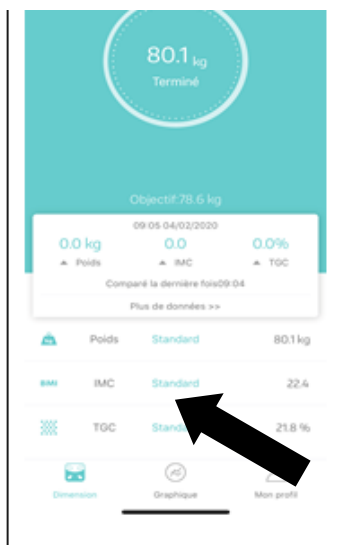 80.1 kg
Terminé
Objectif:78.6 kg
09:05 04/02/2020
0.0 kg 0.0 0.0%
Poids IMC TGC
Comparé la dernière fois09:04
Plus de données >>
Poids Standard 80.1 kg
BMI IMC Standard 22.4
TGC 21.8 %
Dimension Graphique Mon profil